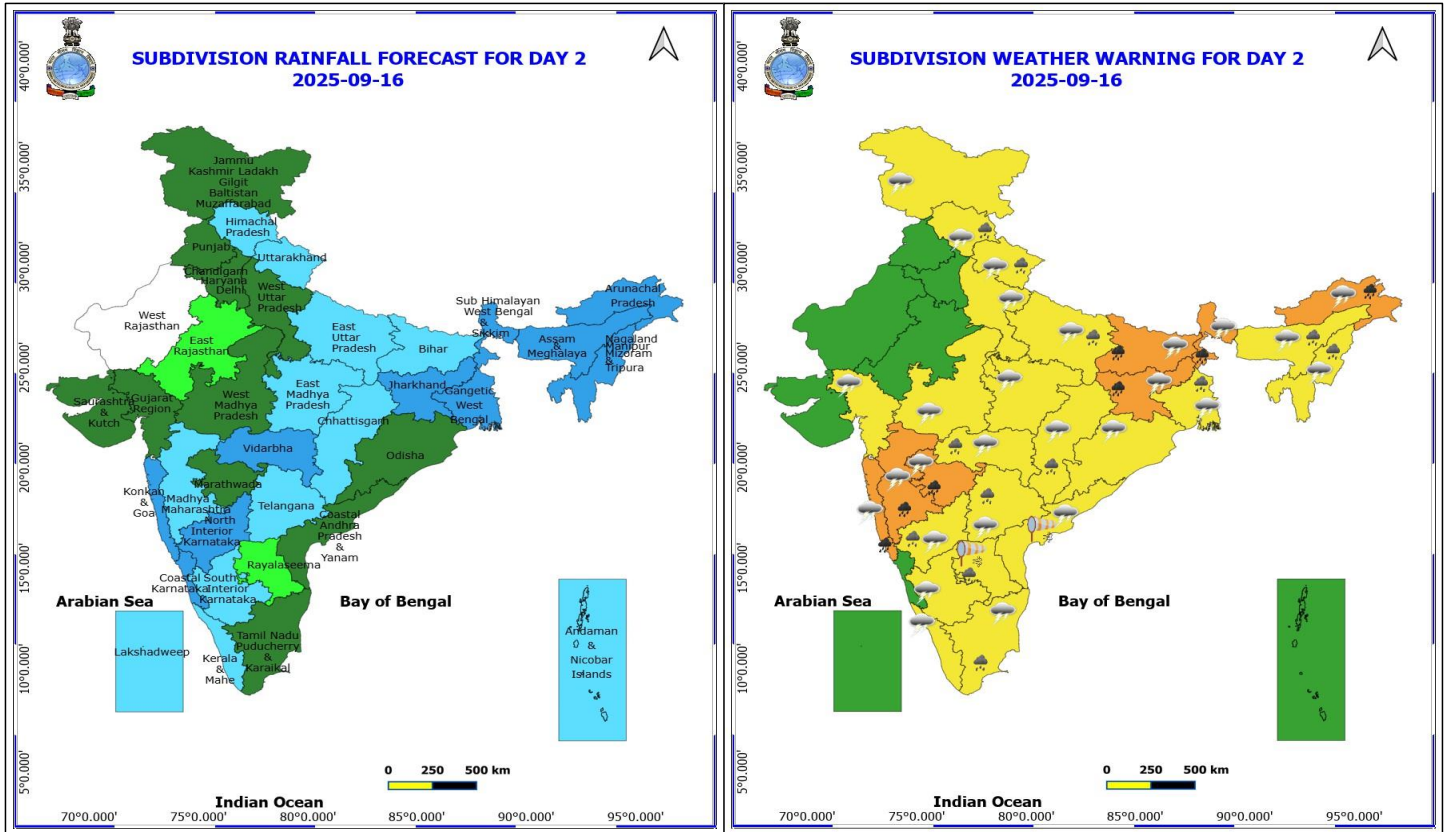 SUBDIVISION RAINFALL FORECAST FOR DAY 2
2025-09-16
40°0.000'
35°0.000'
30°0.000'
25°0.000'
20°0.000'
15°0.000'
10°0.000'
5°0.000'
Jammu
Kashmir Ladakh
Gilgit
Baltistan
Muzaffarabad
Himachal
Pradesh
Punjab
Uttarakhand
Chandigarh
Haryana
Delhi
West
Uttar
Pradesh
West
Rajasthan
East
Rajasthan
East
Uttar
Pradesh
Bihar
Sub Himalayan
West Bengal
&
Sikkim
Arunachal
Pradesh
Assam
&
Meghalaya
Nagaland
Manipur
Mizoram
&
Tripura
Saurashtra
&
Kutch
Gujarat
Region
West
Madhya
Pradesh
East
Madhya
Pradesh
Jharkhand
Gangetic
West
Bengal
Chhattisgarh
Vidarbha
Odisha
Konkan
&
Goa
Marathwada
Madhya
Maharashtra
Telangana
North
Interior
Karnataka
Coastal
Andhra
Pradesh
&
Yanam
Rayalaseema
Coastal
Karnataka
South
Interior
Karnataka
Arabian Sea
Bay of Bengal
Lakshadweep
Kerala
&
Mahe
Tamil Nadu
Puducherry
&
Karaikal
Andaman
&
Nicobar
Islands
0 250 500 km
Indian Ocean
70°0.000' 75°0.000' 80°0.000' 85°0.000' 90°0.000' 95°0.000'
SUBDIVISION WEATHER WARNING FOR DAY 2
2025-09-16
40°0.000'
35°0.000'
30°0.000'
25°0.000'
20°0.000'
15°0.000'
10°0.000'
5°0.000'
Arabian Sea
Bay of Bengal
0 250 500 km
Indian Ocean
70°0.000' 75°0.000' 80°0.000' 85°0.000' 90°0.000' 95°0.000'